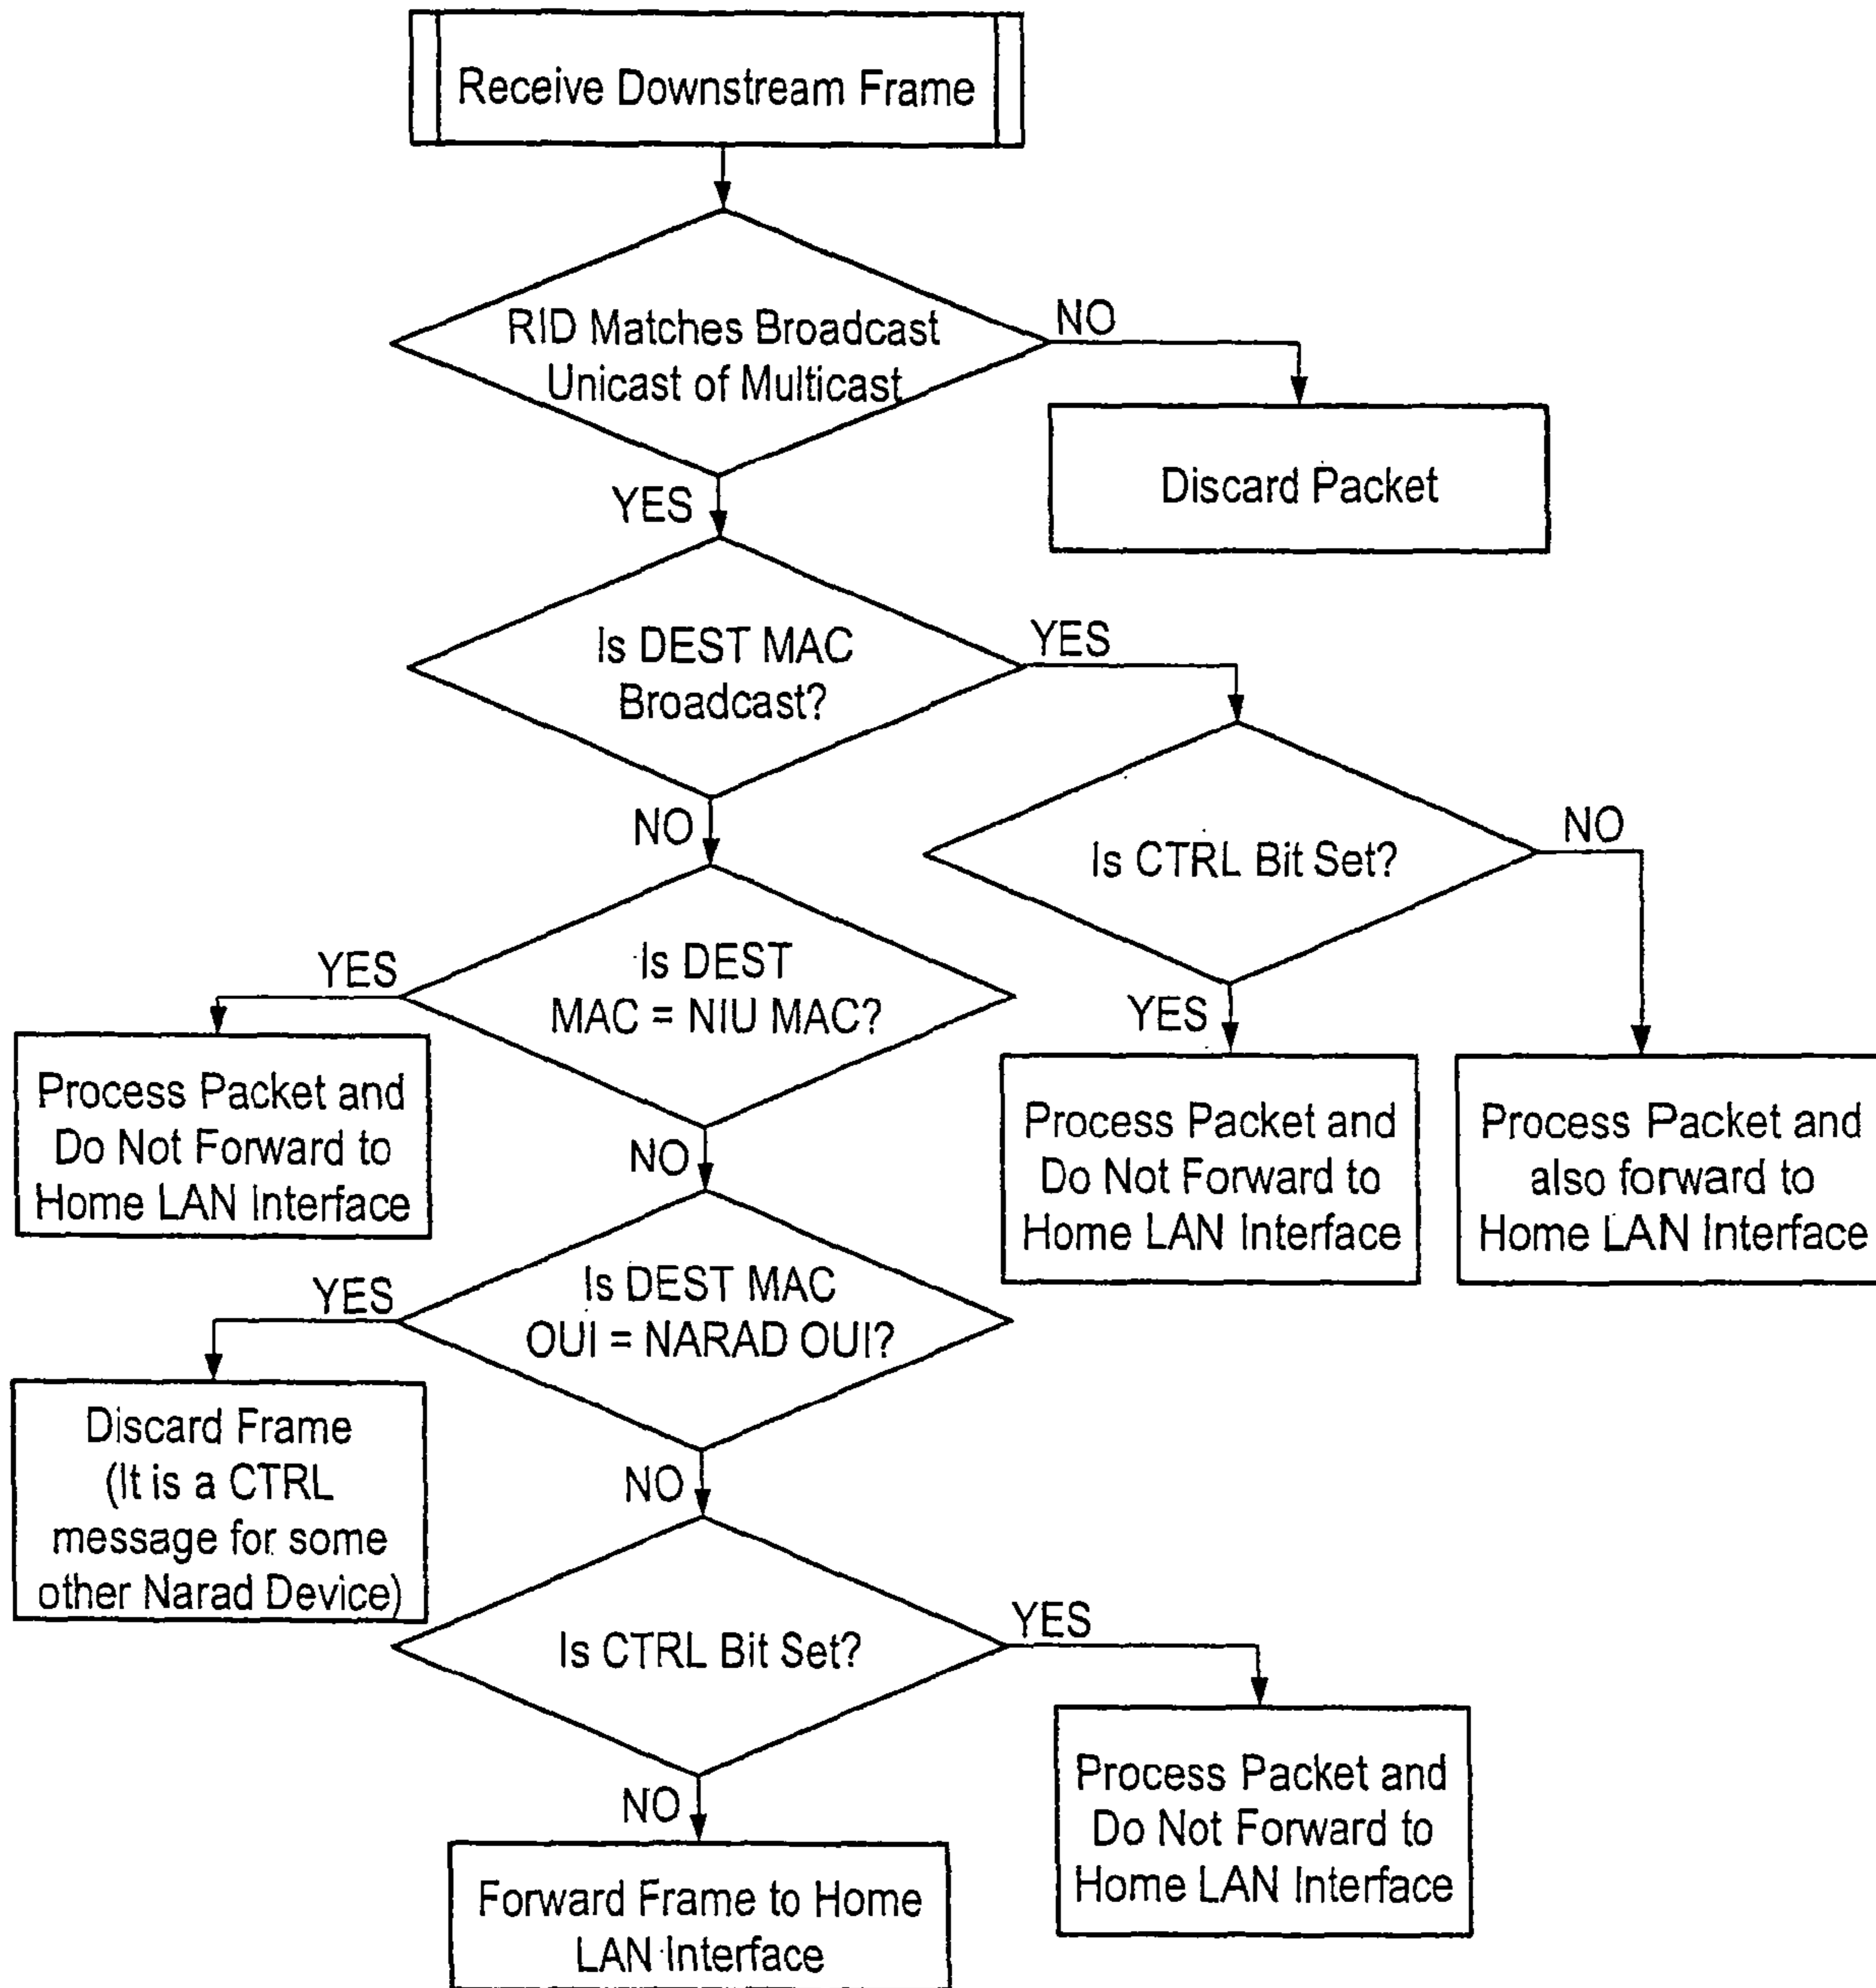 Receive Downstream Frame
RID Matches Broadcast
Unicast of Multicast
NO
Discard Packet
YES
Is DEST MAC
Broadcast?
YES
NO
Is CTRL Bit Set?
NO
YES
Is DEST
MAC = NIU MAC?
YES
Process Packet and
Do Not Forward to
Home LAN Interface
Process Packet and
Do Not Forward to
Home LAN Interface
Process Packet and
also forward to
Home LAN Interface
NO
Is DEST MAC
OUI = NARAD OUI?
YES
Discard Frame
(It is a CTRL
message for some
other Narad Device)
NO
Is CTRL Bit Set?
YES
Process Packet and
Do Not Forward to
Home LAN Interface
NO
Forward Frame to Home
LAN Interface